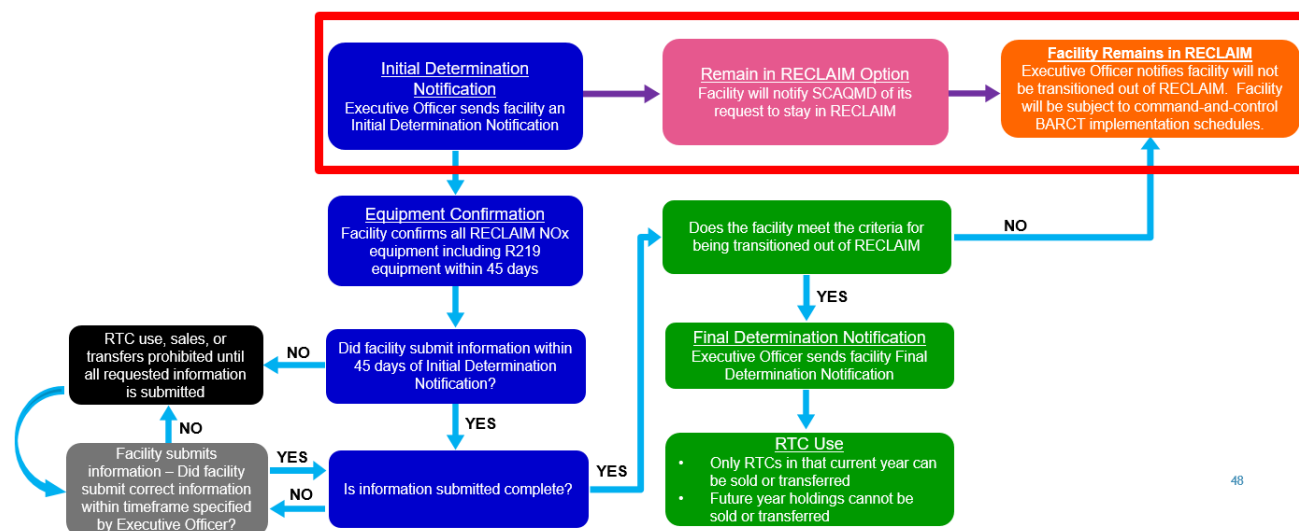 Initial Determination
Notification
Executive Officer sends facility an
Initial Determination Notification
Remain in RECLAIM Option
Facility will notify SCAQMD of its
request to stay in RECLAIM
Facility Remains in RECLAIM
Executive Officer notifies facility will not
be transitioned out of RECLAIM. Facility
will be subject to command-and-control
BARCT implementation schedules.
Equipment Confirmation
Facility confirms all RECLAIM NOx
equipment including R219
equipment within 45 days
Does the facility meet the criteria for
being transitioned out of RECLAIM
NO
YES
RTC use, sales, or
transfers prohibited until
all requested information
is submitted
NO
Did facility submit information within
45 days of Initial Determination
Notification?
Final Determination Notification
Executive Officer sends facility Final
Determination Notification
NO
YES
Facility submits
information – Did facility
submit correct information
within timeframe specified
by Executive Officer?
YES
NO
Is information submitted complete?
YES
RTC Use
• Only RTCs in that current year can
be sold or transferred
• Future year holdings cannot be
sold or transferred
48